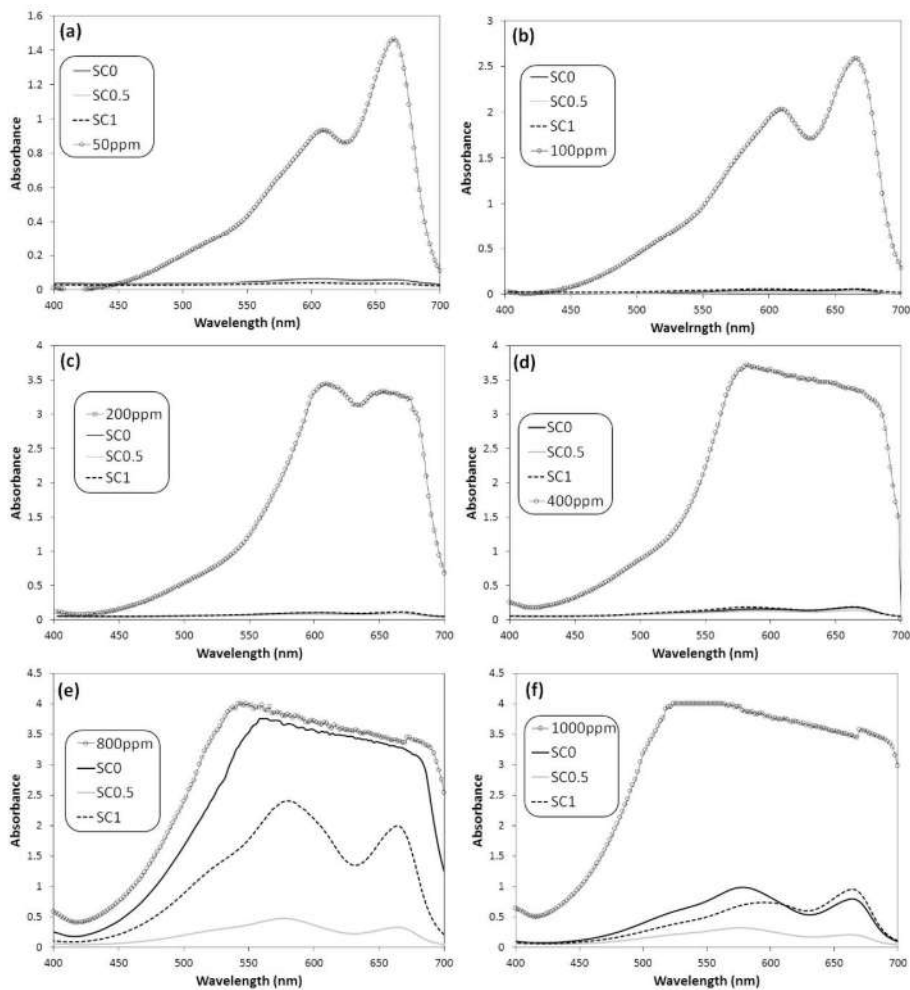 (a)
SC0
SC0.5
SC1
50ppm
Absorbance
1.6
1.4
1.2
1
0.8
0.6
0.4
0.2
0
400 450 500 550 600 650 700
Wavelength (nm)
(b)
SC0
SC0.5
SC1
100ppm
Absorbance
3
2.5
2
1.5
1
0.5
0
400 450 500 550 600 650 700
Wavelrngth (nm)
(c)
200ppm
SC0
SC0.5
SC1
Absorbance
4
3.5
3
2.5
2
1.5
1
0.5
0
400 450 500 550 600 650 700
Wavelength (nm)
(d)
SC0
SC0.5
SC1
400ppm
Absorbance
4
3.5
3
2.5
2
1.5
1
0.5
0
400 450 500 550 600 650 700
Wavelength (nm)
(e)
800ppm
SC0
SC0.5
SC1
Absorbance
4.5
4
3.5
3
2.5
2
1.5
1
0.5
0
400 450 500 550 600 650 700
Wavelength (nm)
(f)
1000ppm
SC0
SC0.5
SC1
Absorbance
4.5
4
3.5
3
2.5
2
1.5
1
0.5
0
400 450 500 550 600 650 700
Wavelength (nm)